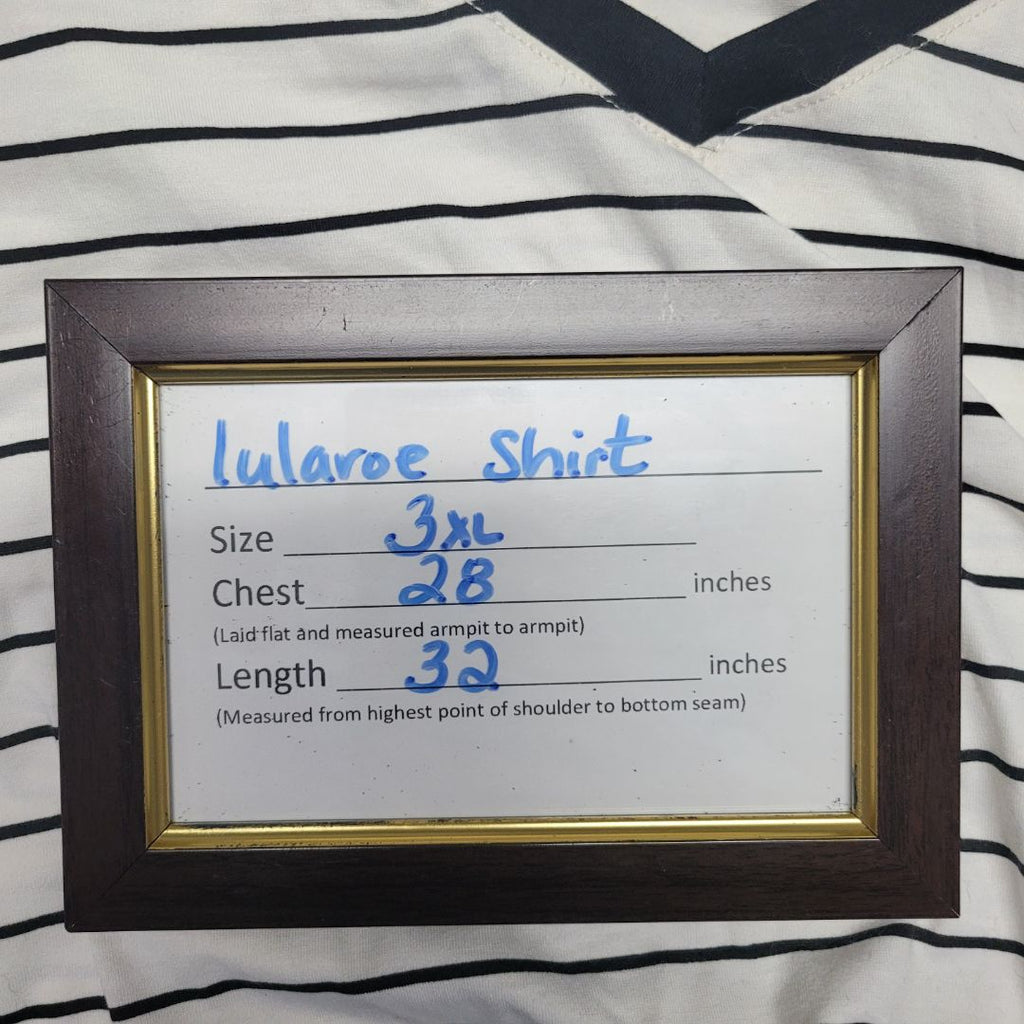 lularoe Shirt
Size 3XL
Chest 28 inches
(Laid flat and measured armpit to armpit)
Length 32 inches
(Measured from highest point of shoulder to bottom seam)